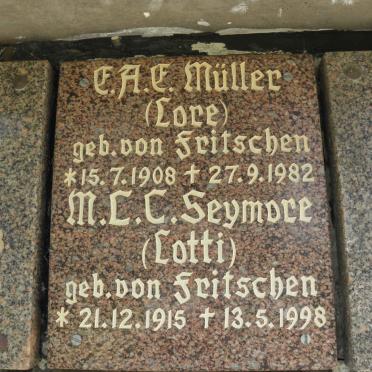 E.A.E. Müller
(Lore)
geb. von Fritschen
* 15.7.1908 + 27.9.1982
M.L.C. Seymore
(Lotti)
geb. von Fritschen
* 21.12.1915 + 13.5.1998